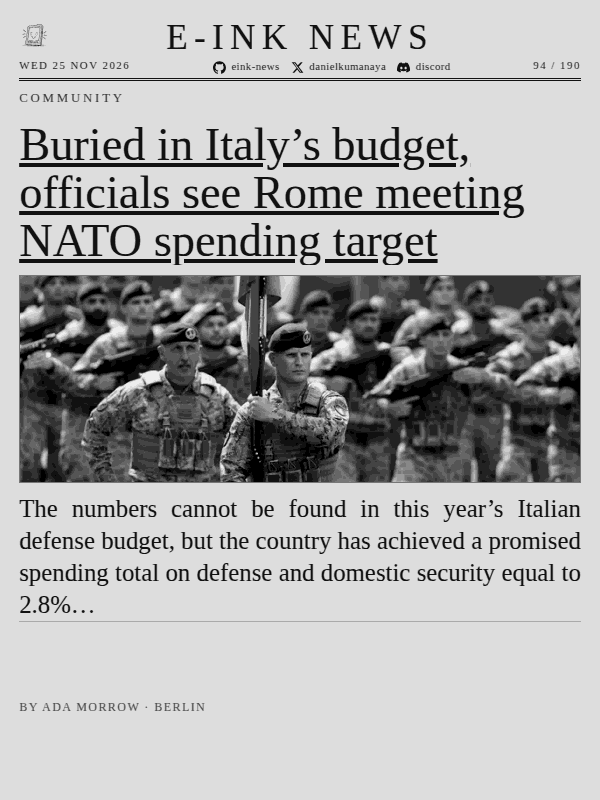 E-INK NEWS
WED 25 NOV 2026
eink-news danielkumanaya discord
94 / 190
COMMUNITY
Buried in Italy’s budget,
officials see Rome meeting
NATO spending target
The numbers cannot be found in this year’s Italian
defense budget, but the country has achieved a promised
spending total on defense and domestic security equal to
2.8%…
BY ADA MORROW · BERLIN